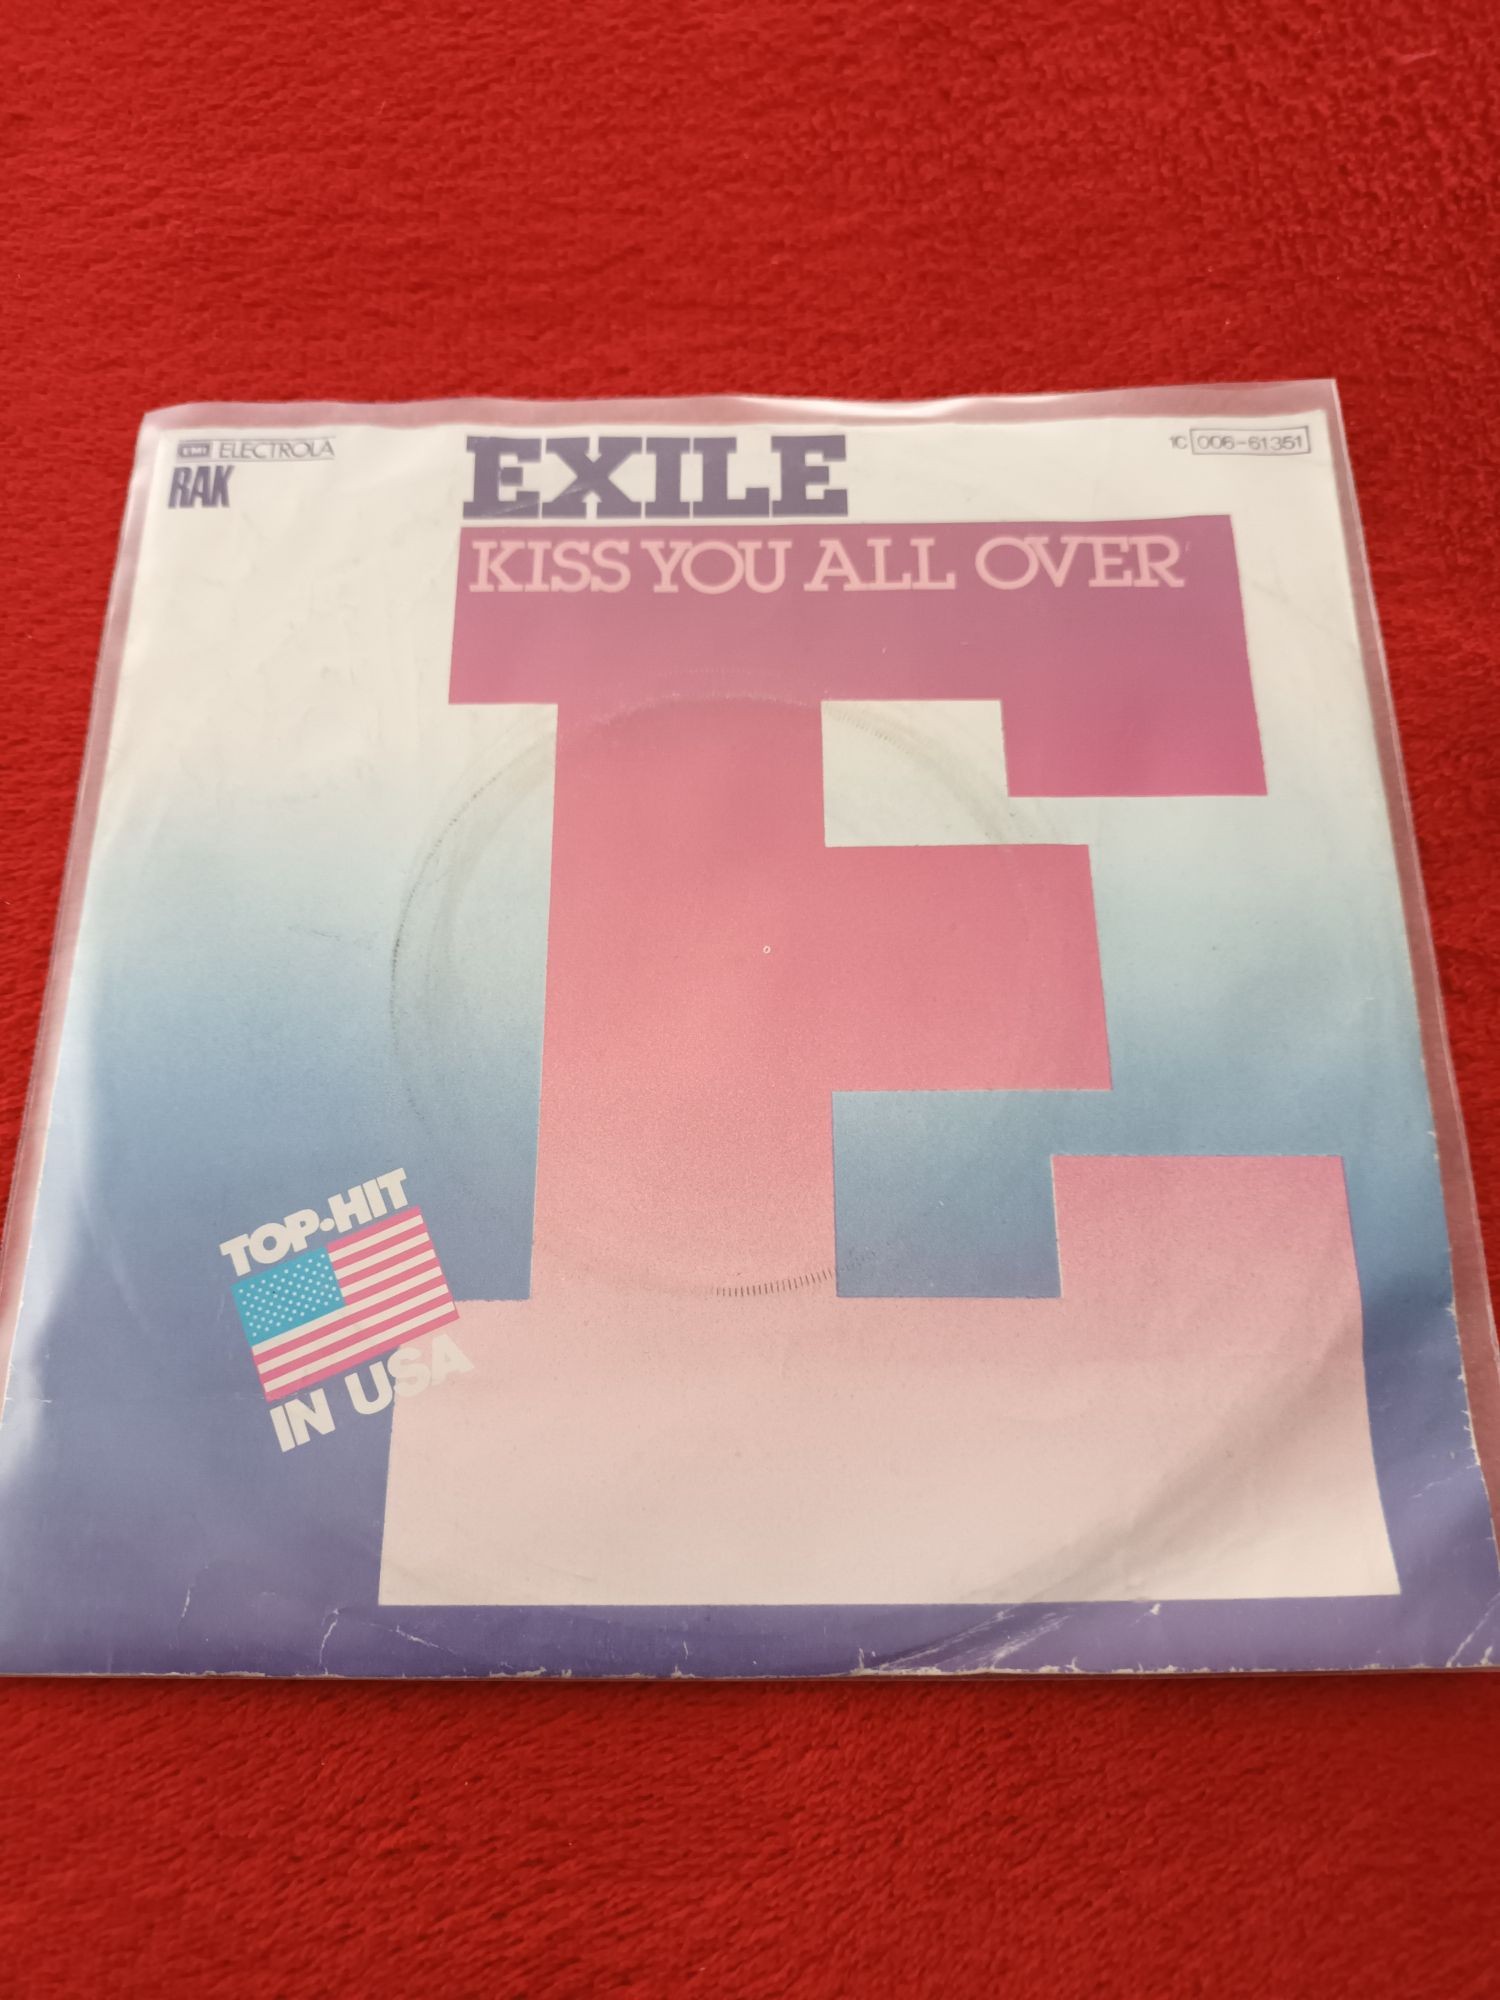 EMI ELECTROLA
RAK
EXILE
1C 006-61351
KISS YOU ALL OVER
TOP•HIT
IN USA